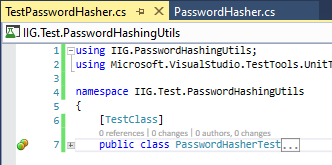 TestPasswordHasher.cs PasswordHasher.cs
IIG.Test.PasswordHashingUtils
1 using IIG.PasswordHashingUtils;
2 using Microsoft.VisualStudio.TestTools.UnitT
3
4 namespace IIG.Test.PasswordHashingUtils
5 {
6 [TestClass]
0 references | 0 changes | 0 authors, 0 changes
7 public class PasswordHasherTest...